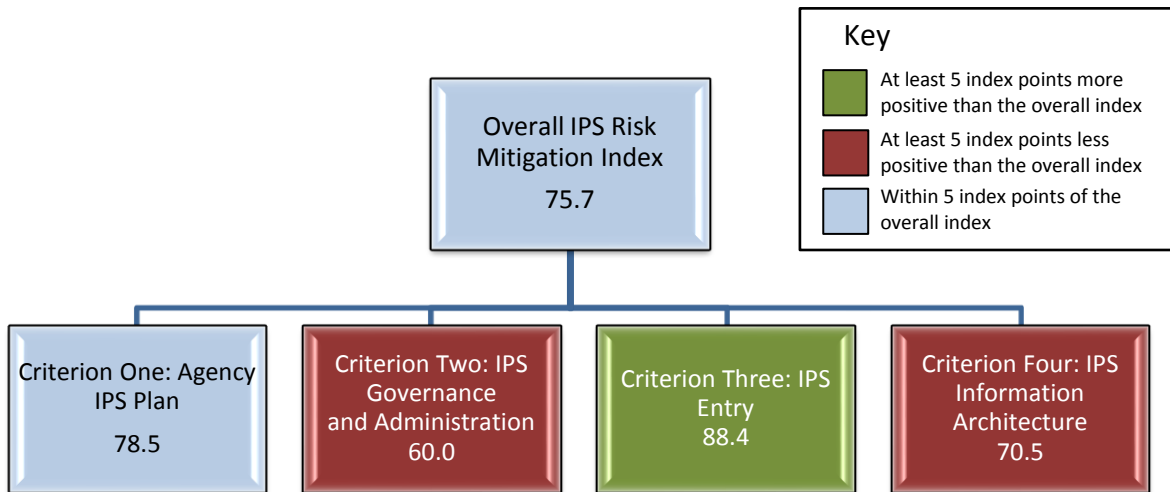 Key
At least 5 index points more
positive than the overall index
At least 5 index points less
positive than the overall index
Within 5 index points of the
overall index
Overall IPS Risk
Mitigation Index
75.7
Criterion One: Agency
IPS Plan
78.5
Criterion Two: IPS
Governance
and Administration
60.0
Criterion Three: IPS
Entry
88.4
Criterion Four: IPS
Information
Architecture
70.5